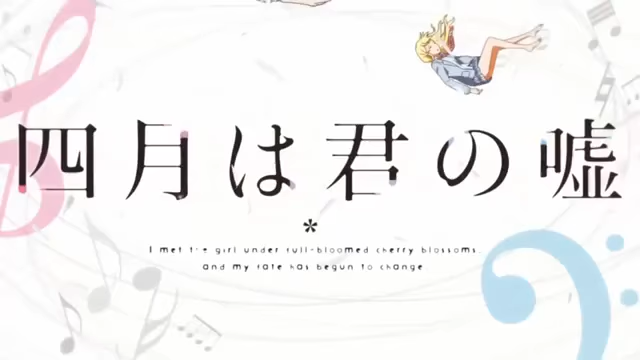 四月は君の嘘
*
I met the girl under full-bloomed cherry blossoms,
and my fate has begun to change.